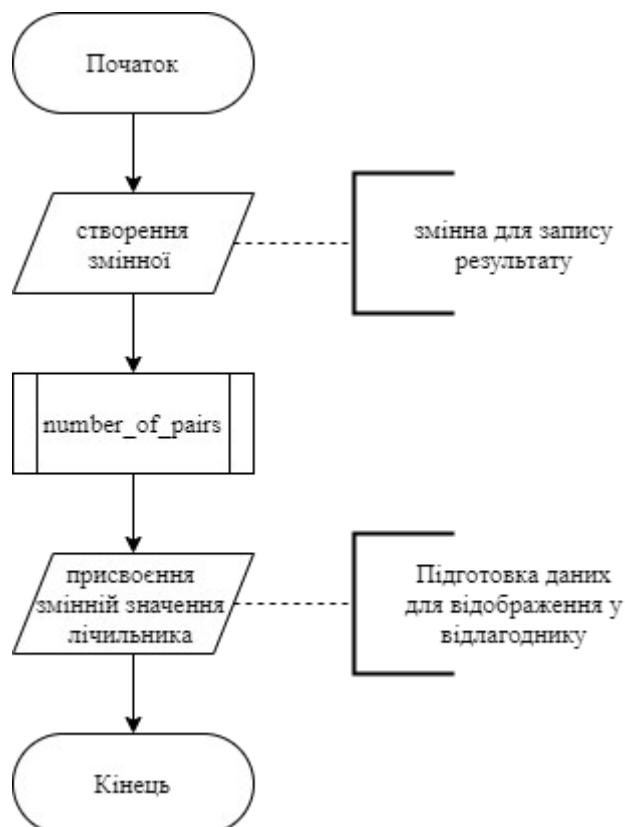 Початок
створення
змінної
змінна для запису
результату
number_of_pairs
присвоєння
змінній значення
лічильника
Підготовка даних
для відображення у
відлагоднику
Кінець